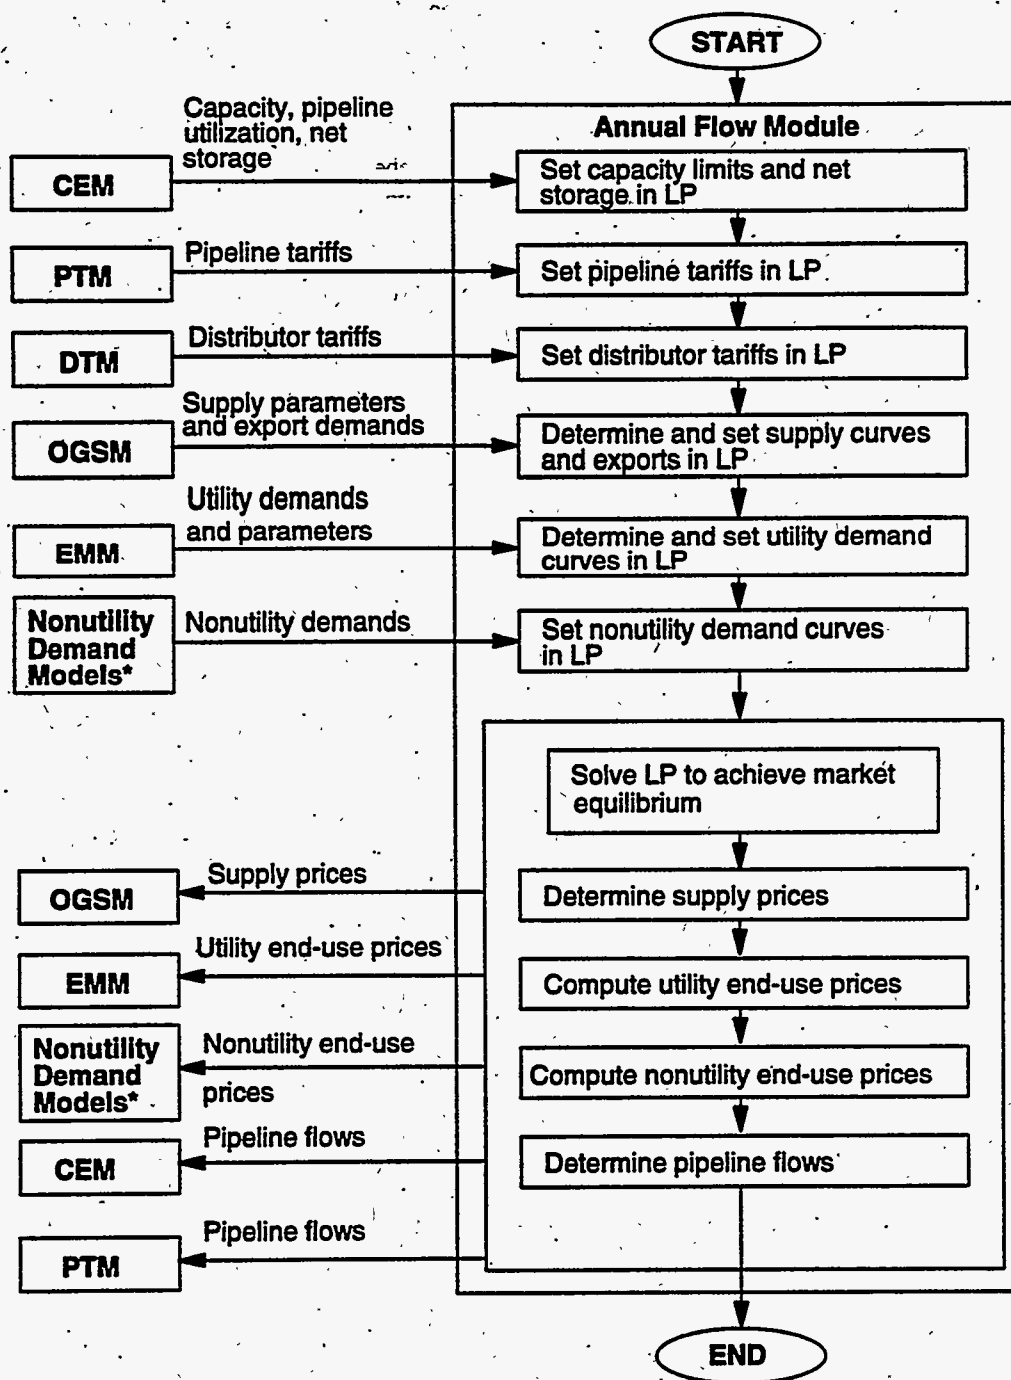 START
Annual Flow Module
Capacity, pipeline
utilization, net
storage
CEM
Set capacity limits and net
storage in LP
Pipeline tariffs
PTM
Set pipeline tariffs in LP
Distributor tariffs
DTM
Set distributor tariffs in LP
Supply parameters
and export demands
OGSM
Determine and set supply curves
and exports in LP
Utility demands
and parameters
EMM
Determine and set utility demand
curves in LP
Nonutility
Demand
Models*
Nonutility demands
Set nonutility demand curves
in LP
Solve LP to achieve market
equilibrium
Supply prices
OGSM
Determine supply prices
Utility end-use prices
EMM
Compute utility end-use prices
Nonutility
Demand
Models*
Nonutility end-use
prices
Compute nonutility end-use prices
Pipeline flows
CEM
Determine pipeline flows
Pipeline flows
PTM
END